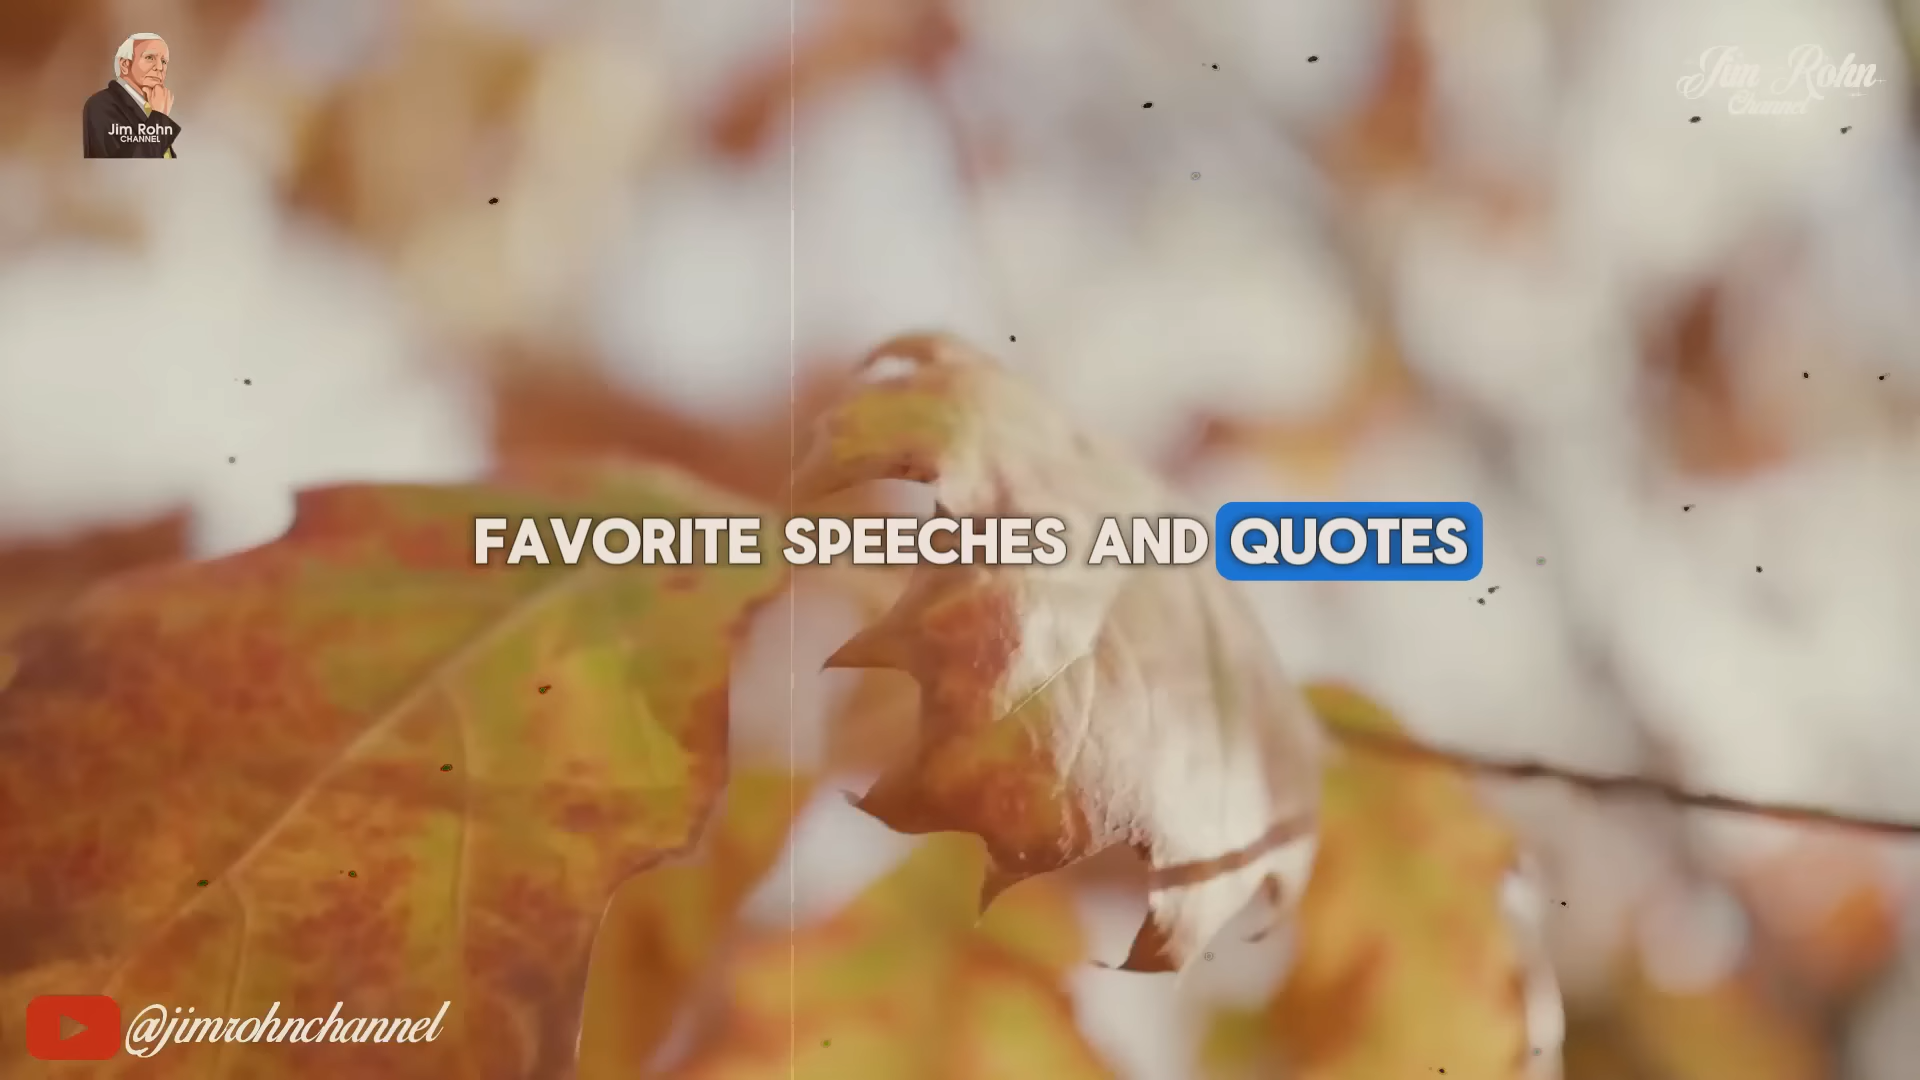 Jim Rohn
CHANNEL
Jim Rohn
Channel
FAVORITE SPEECHES AND QUOTES
@jimrohnchannel